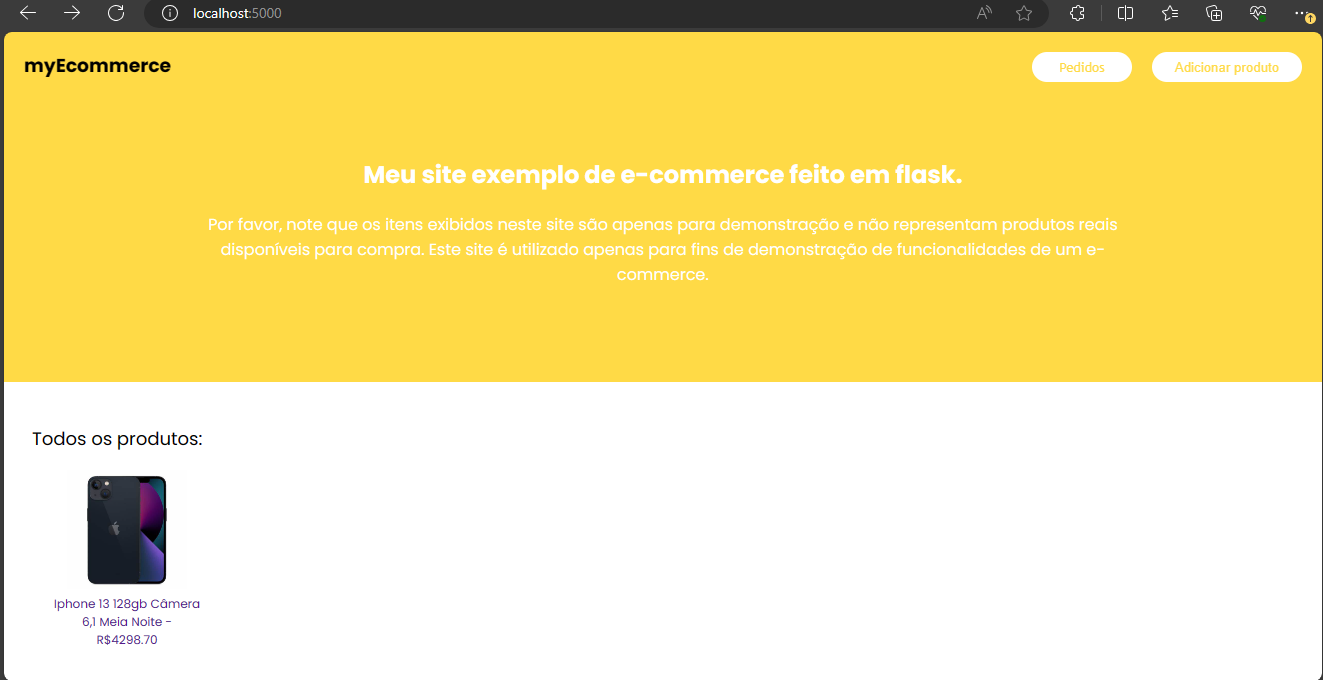 localhost:5000
myEcommerce
Pedidos
Adicionar produto
Meu site exemplo de e-commerce feito em flask.
Por favor, note que os itens exibidos neste site são apenas para demonstração e não representam produtos reais
disponíveis para compra. Este site é utilizado apenas para fins de demonstração de funcionalidades de um e-
commerce.
Todos os produtos:
Iphone 13 128gb Câmera
6,1 Meia Noite -
R$4298.70